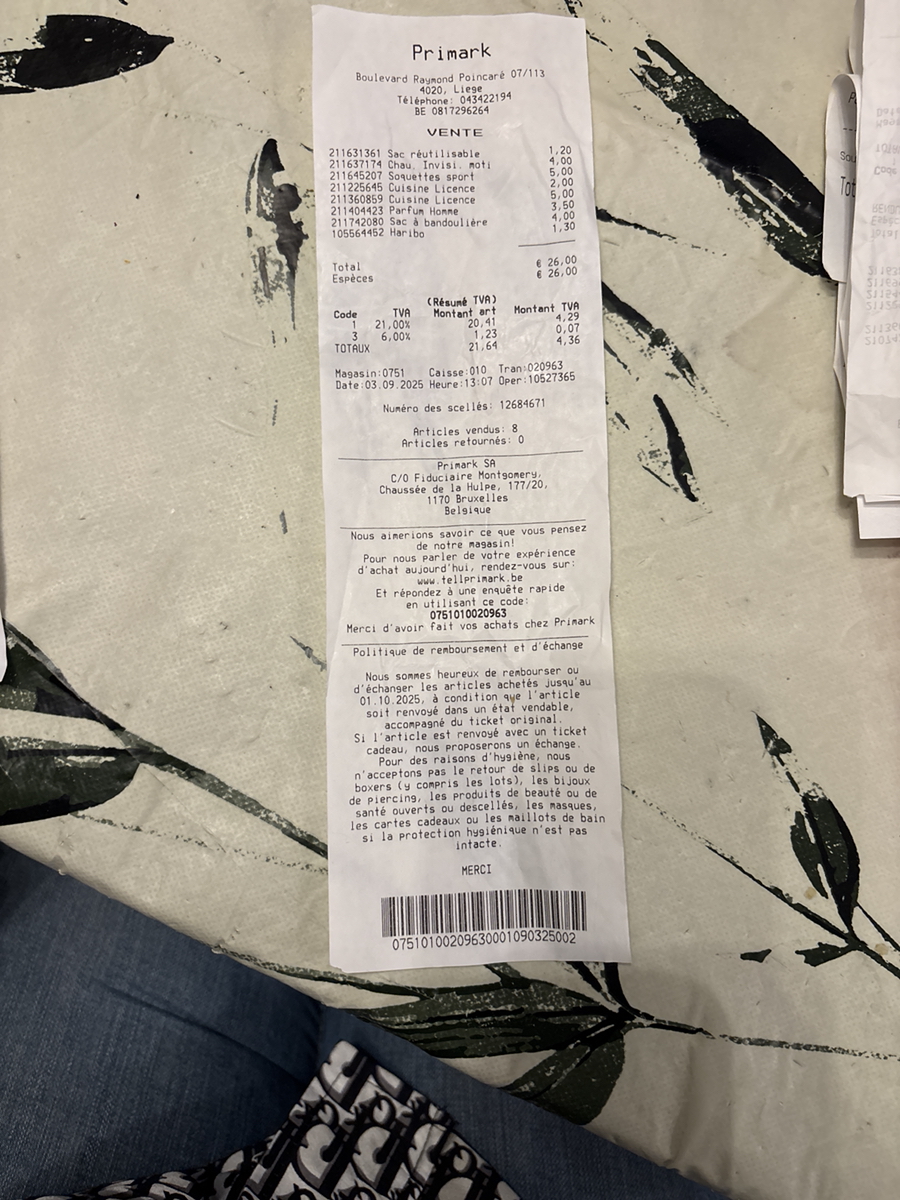 Primark
Boulevard Raymond Poincaré 07/113
4020, Liege
Téléphone: 043422194
BE 0817296264
VENTE
211631361 Sac réutilisable 1,20
211637174 Chau. Invisi. moti 4,00
211645207 Soquettes sport 5,00
211225645 Cuisine Licence 2,00
211360859 Cuisine Licence 5,00
211404423 Parfum Homme 3,50
211742080 Sac à bandoulière 4,00
105564452 Haribo 1,30
Total € 26,00
Espèces € 26,00
(Résumé TVA)
Code TVA Montant art Montant TVA
1 21,00% 20,41 4,29
3 6,00% 1,23 0,07
TOTAUX 21,64 4,36
Magasin:0751 Caisse:010 Tran:020963
Date:03.09.2025 Heure:13:07 Oper:10527365
Numéro des scellés: 12684671
Articles vendus: 8
Articles retournés: 0
Primark SA
C/O Fiduciaire Montgomery,
Chaussée de la Hulpe, 177/20,
1170 Bruxelles
Belgique
Nous aimerions savoir ce que vous pensez
de notre magasin!
Pour nous parler de votre expérience
d'achat aujourd'hui, rendez-vous sur:
www.tellprimark.be
Et répondez à une enquête rapide
en utilisant ce code:
0751010020963
Merci d'avoir fait vos achats chez Primark
Politique de remboursement et d'échange
Nous sommes heureux de rembourser ou
d'échanger les articles achetés jusqu'au
01.10.2025, à condition que l'article
soit renvoyé dans un état vendable,
accompagné du ticket original.
Si l'article est renvoyé avec un ticket
cadeau, nous proposerons un échange.
Pour des raisons d'hygiène, nous
n'acceptons pas le retour de slips ou de
boxers (y compris les lots), les bijoux
de piercing, les produits de beauté ou de
santé ouverts ou descellés, les masques,
les cartes cadeaux ou les maillots de bain
si la protection hygiénique n'est pas
intacte.
MERCI
07510100209630001090325002